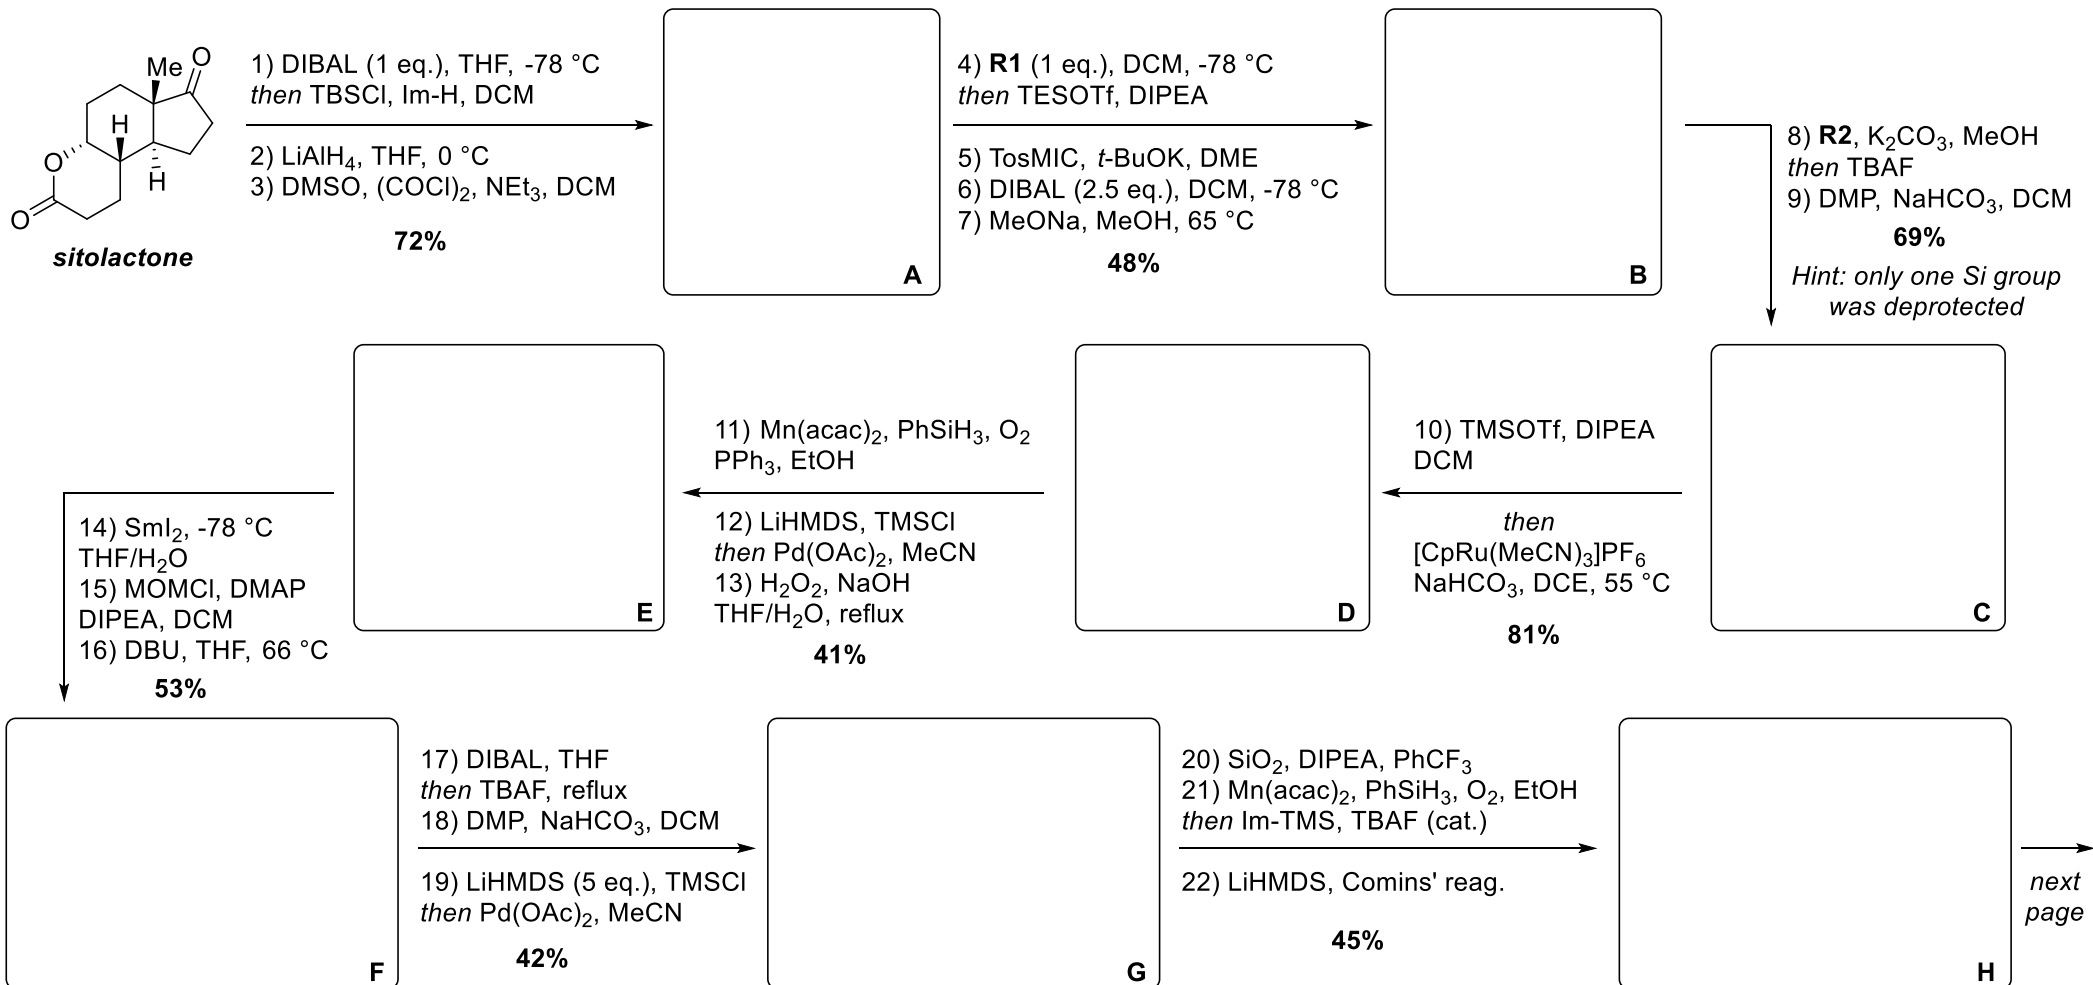 Me
O
H
O
H
O
sitolactone
1) DIBAL (1 eq.), THF, -78 °C
then TBSCl, Im-H, DCM
2) LiAlH4, THF, 0 °C
3) DMSO, (COCl)2, NEt3, DCM
72%
A
4) R1 (1 eq.), DCM, -78 °C
then TESOTf, DIPEA
5) TosMIC, t-BuOK, DME
6) DIBAL (2.5 eq.), DCM, -78 °C
7) MeONa, MeOH, 65 °C
48%
B
8) R2, K2CO3, MeOH
then TBAF
9) DMP, NaHCO3, DCM
69%
Hint: only one Si group
was deprotected
C
10) TMSOTf, DIPEA
DCM
then
[CpRu(MeCN)3]PF6
NaHCO3, DCE, 55 °C
81%
D
11) Mn(acac)2, PhSiH3, O2
PPh3, EtOH
12) LiHMDS, TMSCl
then Pd(OAc)2, MeCN
13) H2O2, NaOH
THF/H2O, reflux
41%
E
14) SmI2, -78 °C
THF/H2O
15) MOMCl, DMAP
DIPEA, DCM
16) DBU, THF, 66 °C
53%
F
17) DIBAL, THF
then TBAF, reflux
18) DMP, NaHCO3, DCM
19) LiHMDS (5 eq.), TMSCl
then Pd(OAc)2, MeCN
42%
G
20) SiO2, DIPEA, PhCF3
21) Mn(acac)2, PhSiH3, O2, EtOH
then Im-TMS, TBAF (cat.)
22) LiHMDS, Comins' reag.
45%
H
next
page